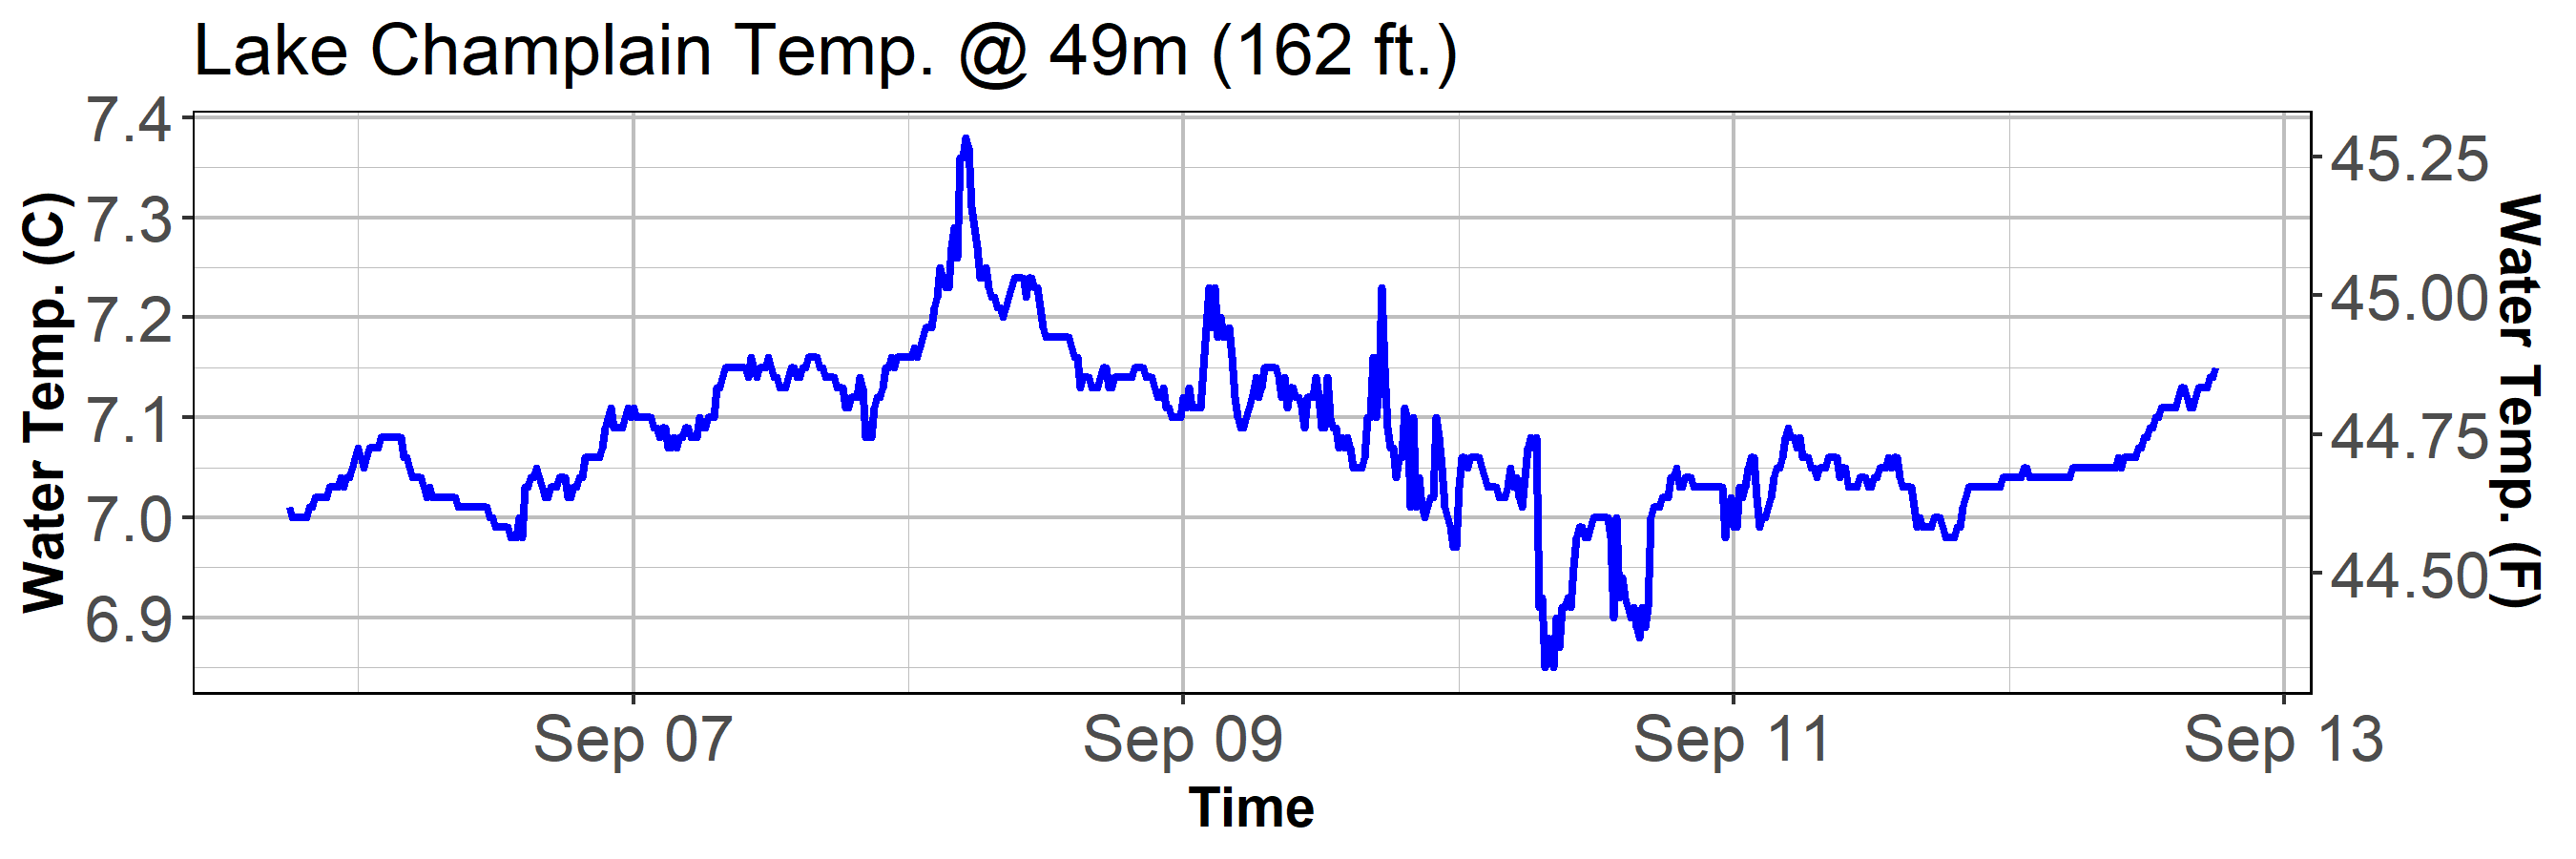 Lake Champlain Temp. @ 49m (162 ft.)
Water Temp. (C)
7.4
7.3
7.2
7.1
7.0
6.9
45.25
45.00
44.75
44.50
Water Temp. (F)
Sep 07 Sep 09 Sep 11 Sep 13
Time